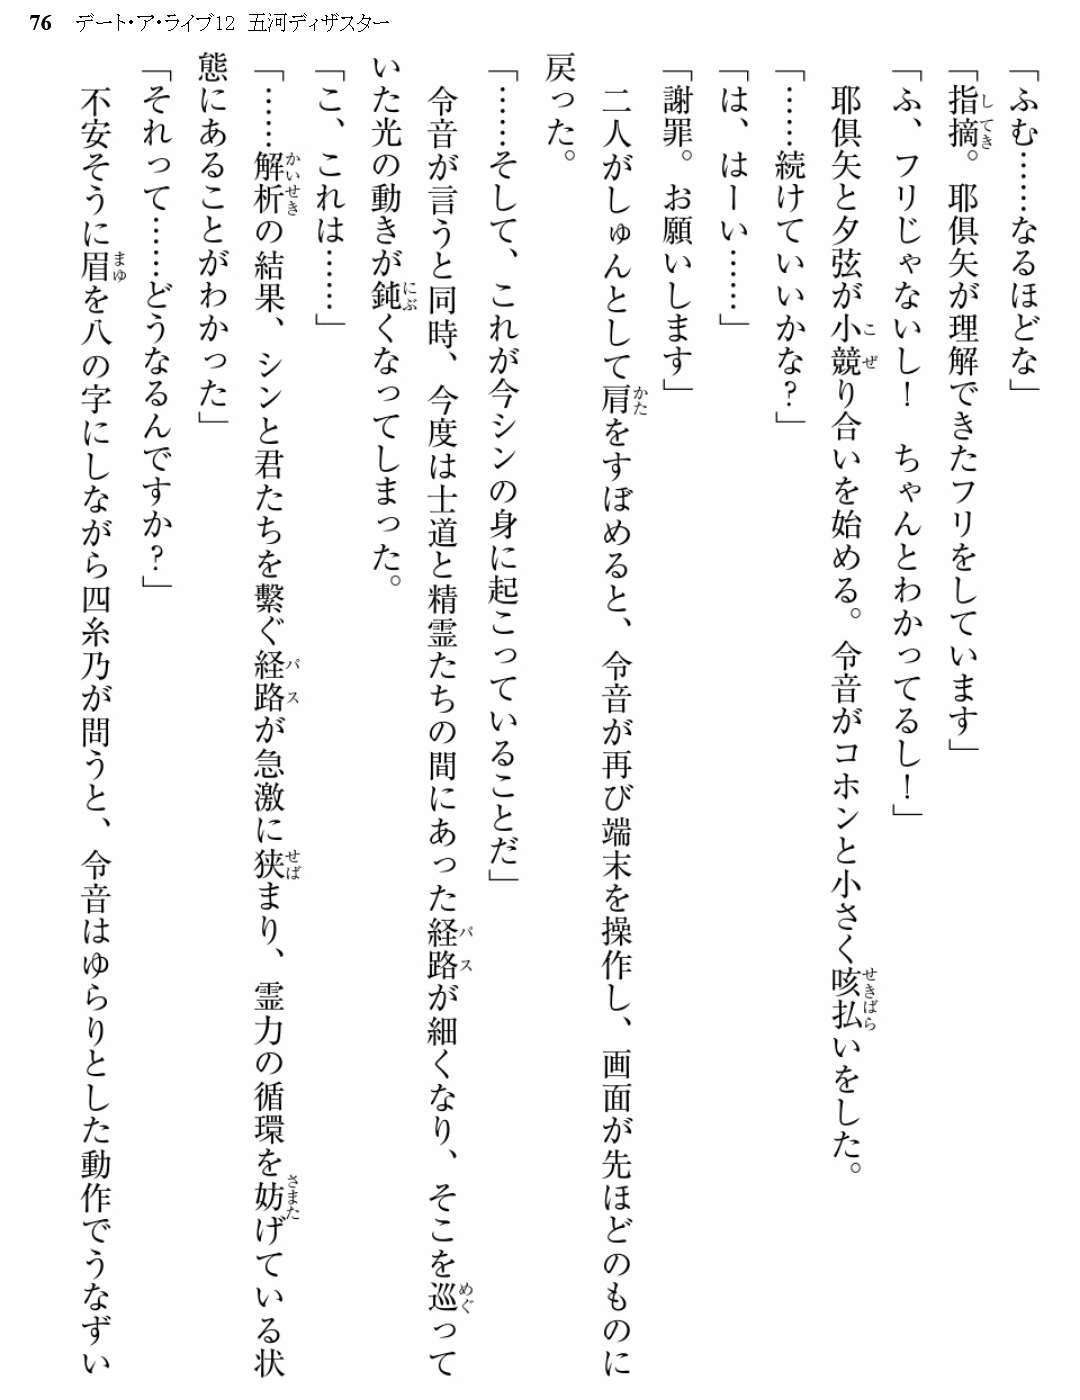 76 デート・ア・ライブ12 五河ディザスター
「ふむ……なるほどな」
「指摘。耶倶矢が理解できたフリをしています」
「ふ、フリじゃないし！　ちゃんとわかってるし！」
　耶倶矢と夕弦が小競り合いを始める。令音がコホンと小さく咳払いをした。
「……続けていいかな？」
「は、はーい……」
「謝罪。お願いします」
　二人がしゅんとして肩をすぼめると、令音が再び端末を操作し、画面が先ほどのものに
戻った。
「……そして、これが今シンの身に起こっていることだ」
　令音が言うと同時、今度は士道と精霊たちの間にあった経路が細くなり、そこを巡って
いた光の動きが鈍くなってしまった。
「こ、これは……」
「……解析の結果、シンと君たちを繋ぐ経路が急激に狭まり、霊力の循環を妨げている状
態にあることがわかった」
「それって……どうなるんですか？」
　不安そうに眉を八の字にしながら四糸乃が問うと、令音はゆらりとした動作でうなずい